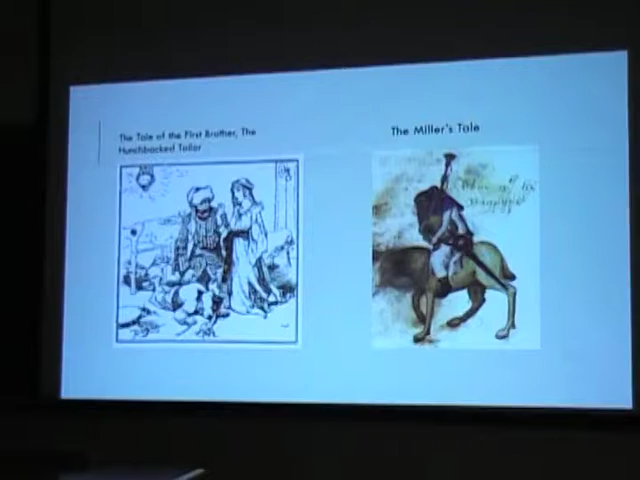 The Tale of the First Brother, The
Hunchbacked Tailor
The Miller's Tale